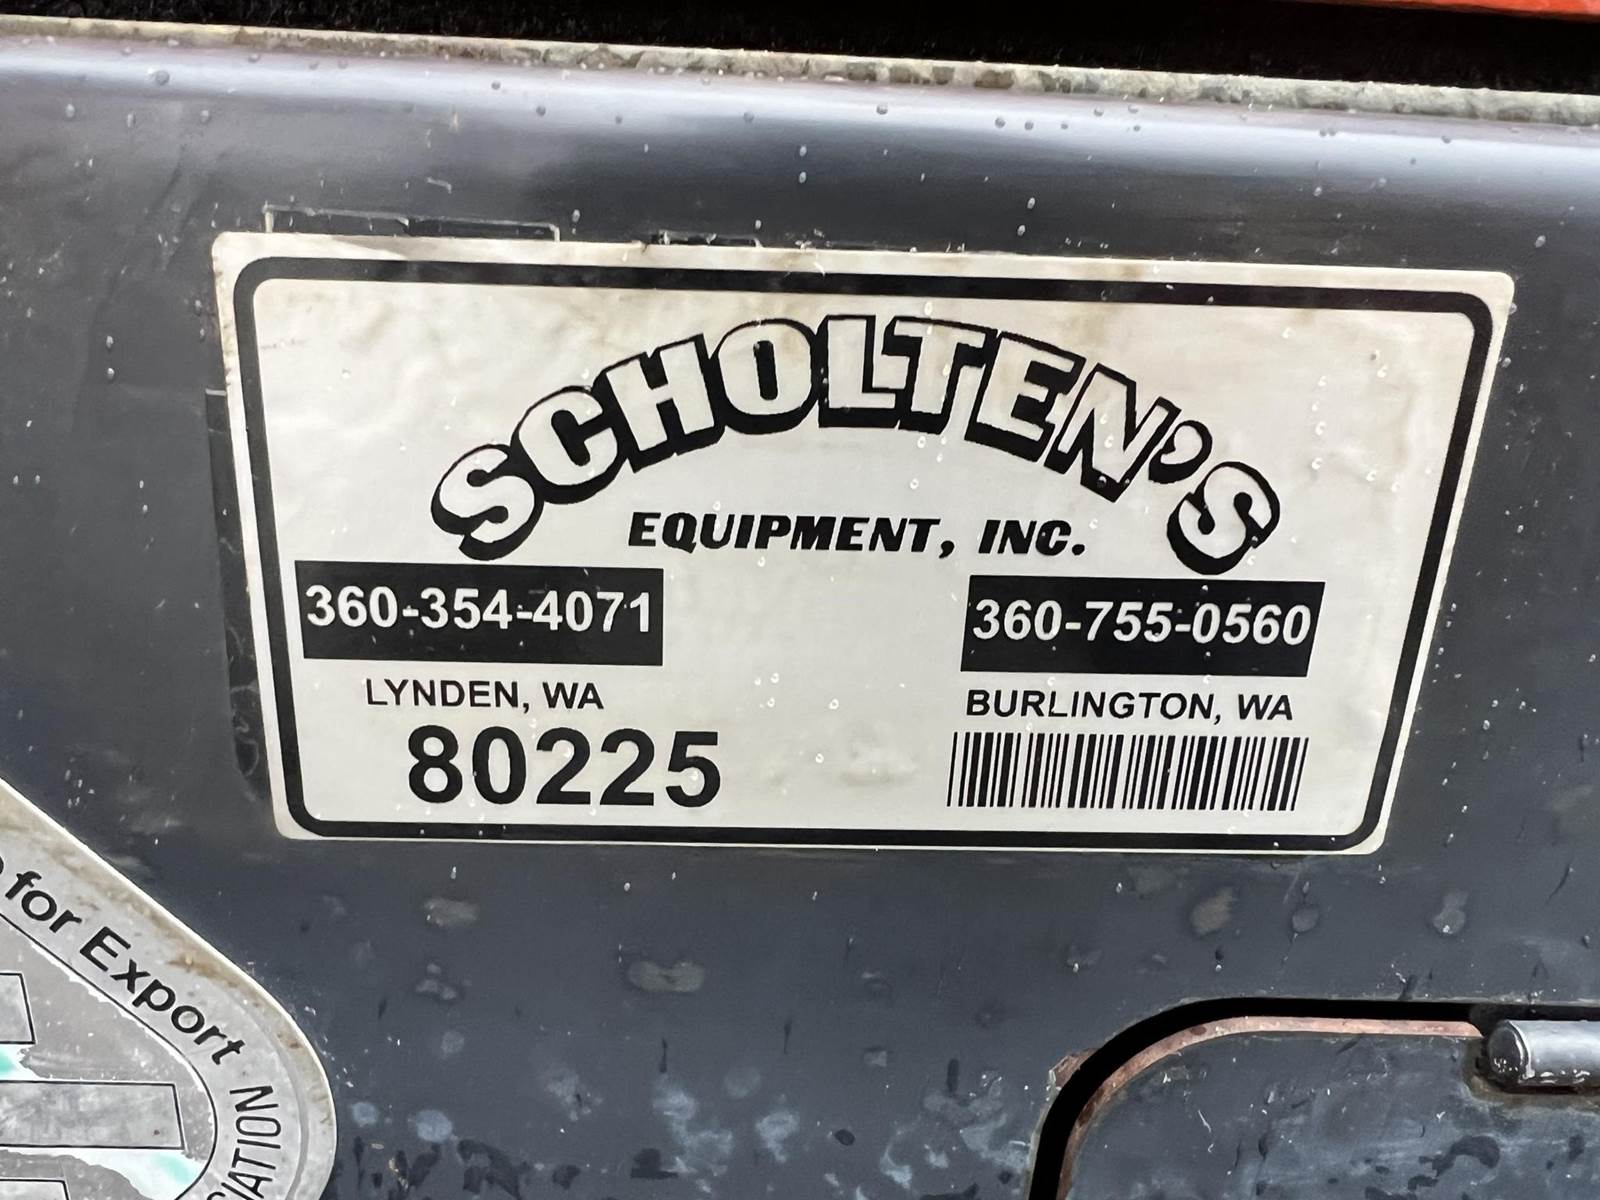 SCHOLTEN'S
EQUIPMENT, INC.
360-354-4071
360-755-0560
LYNDEN, WA
BURLINGTON, WA
80225
for Export